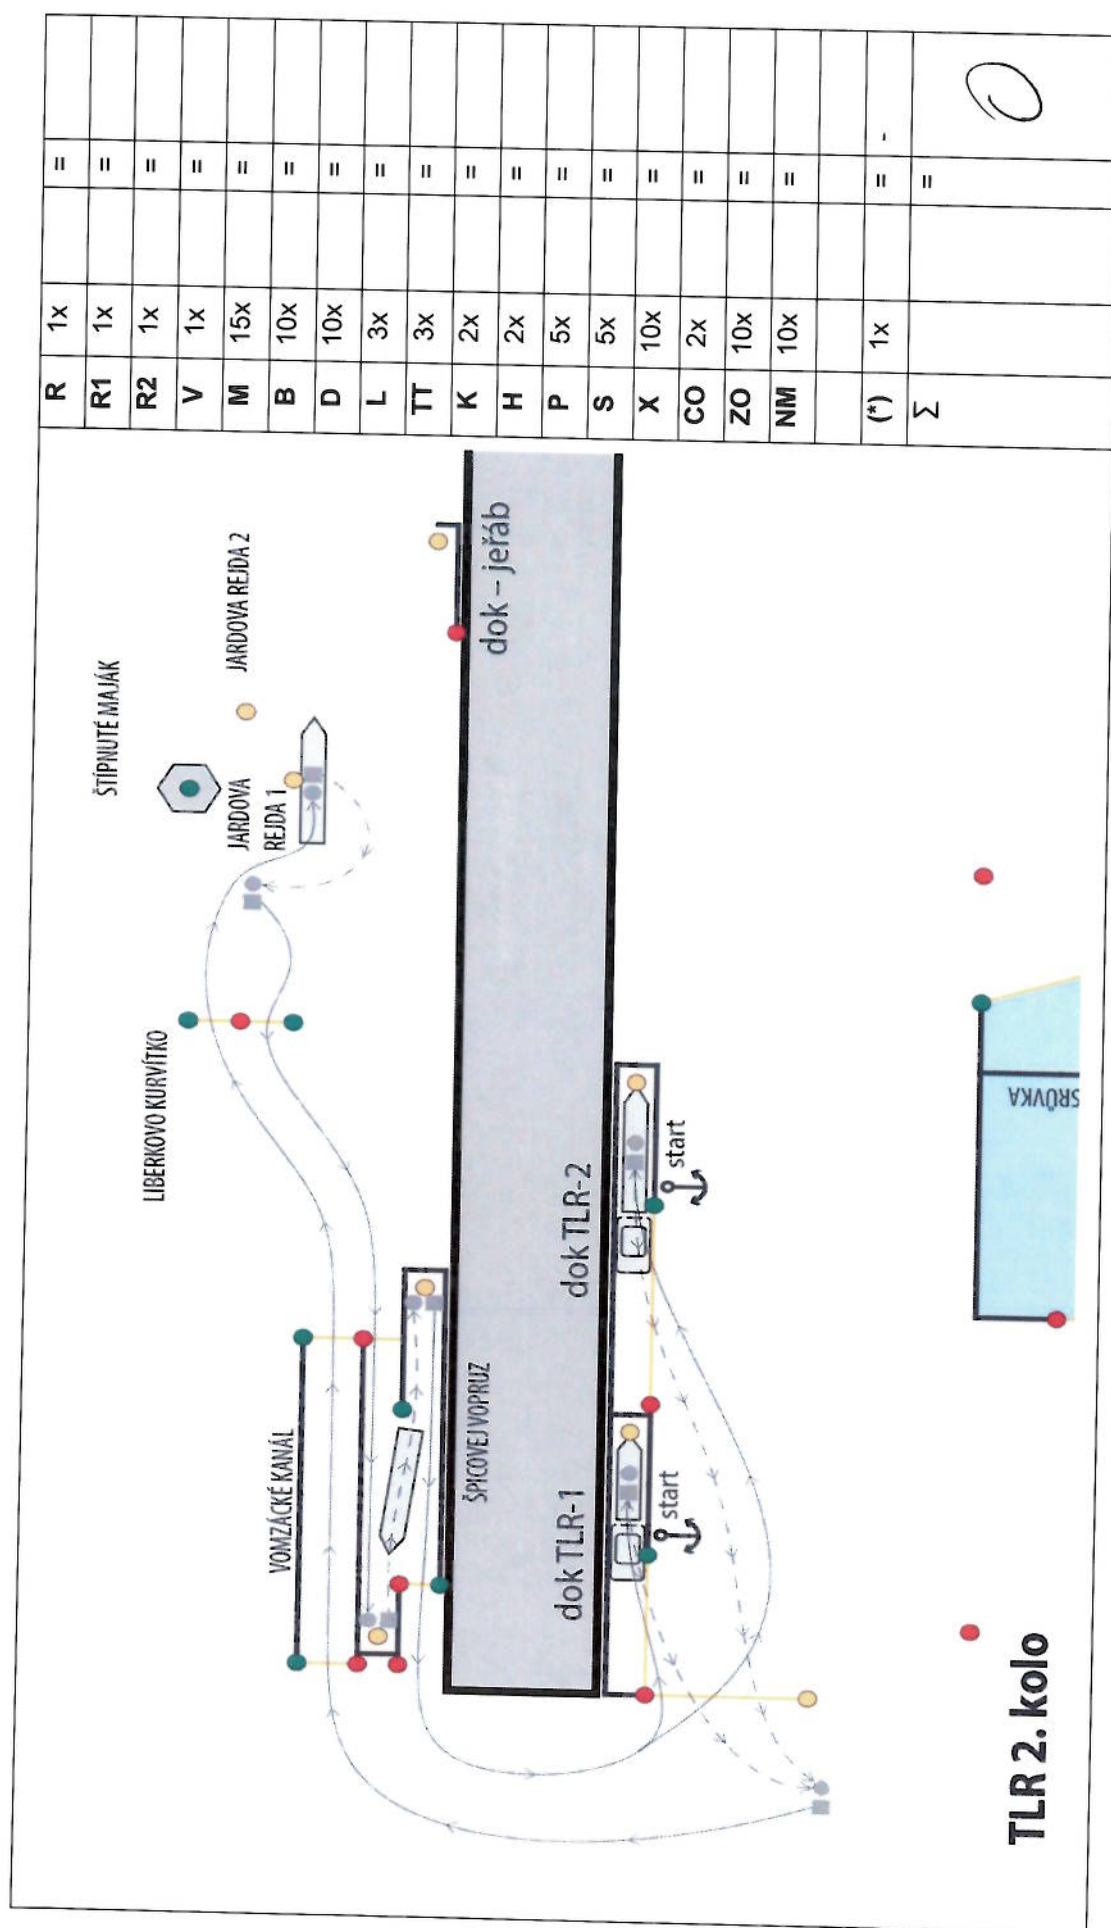 R 1x =
R1 1x =
R2 1x =
V 1x =
M 15x =
B 10x =
D 10x =
L 3x =
TT 3x =
K 2x =
H 2x =
P 5x =
S 5x =
X 10x =
CO 2x =
ZO 10x =
NM 10x =
(*) 1x = -
Σ = 0
ŠTÍPNUTÉ MAJÁK
JARDOVA REJDA 2
JARDOVA
REJDA 1
LIBERKOVO KURVÍTKO
VOMZÁCKÉ KANÁL
ŠPICOVEJ VOPRUZ
dok – jeřáb
dok TLR-1
dok TLR-2
start
start
SRŮVKA
TLR 2. kolo